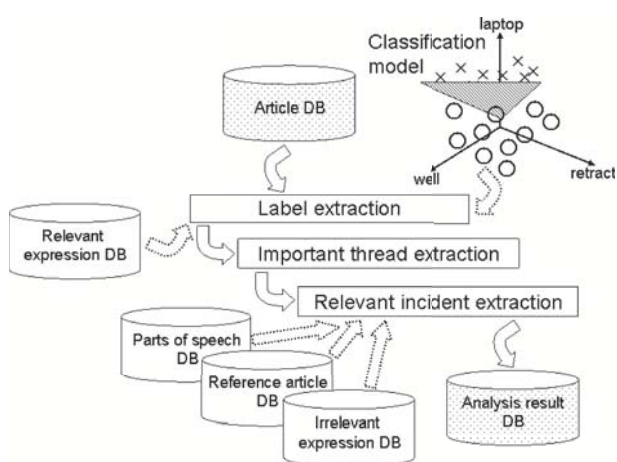 laptop
Classification
model
Article DB
well
retract
Label extraction
Relevant
expression DB
Important thread extraction
Relevant incident extraction
Parts of speech
DB
Reference article
DB
Irrelevant
expression DB
Analysis result
DB